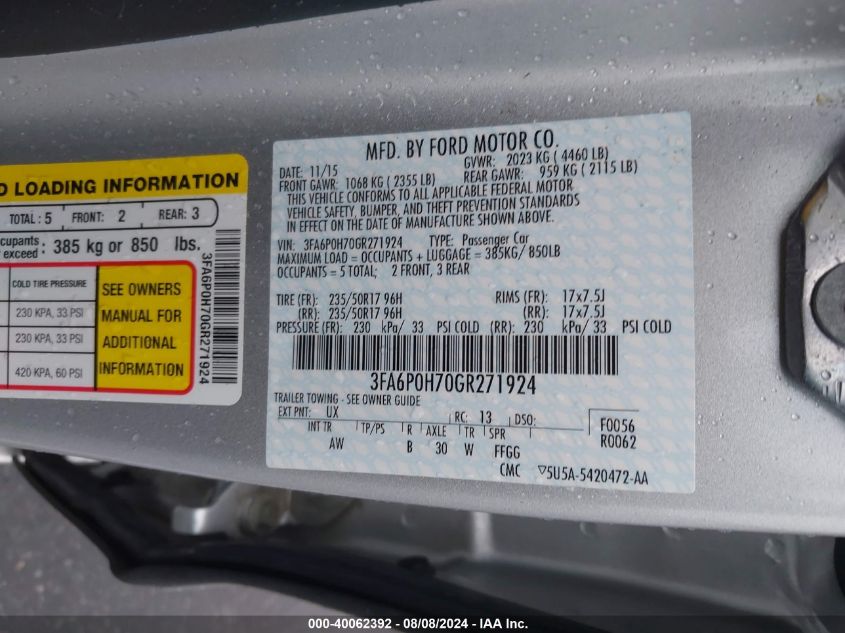 D LOADING INFORMATION
TOTAL : 5 FRONT: 2 REAR: 3
cupants
exceed : 385 kg or 850 lbs.
COLD TIRE PRESSURE
230 KPA, 33 PSI
230 KPA, 33 PSI
420 KPA, 60 PSI
SEE OWNERS
MANUAL FOR
ADDITIONAL
INFORMATION
3FA6P0H70GR271924
MFD. BY FORD MOTOR CO.
DATE: 11/15 GVWR: 2023 KG ( 4460 LB)
FRONT GAWR: 1068 KG ( 2355 LB) REAR GAWR: 959 KG ( 2115 LB)
THIS VEHICLE CONFORMS TO ALL APPLICABLE FEDERAL MOTOR
VEHICLE SAFETY, BUMPER, AND THEFT PREVENTION STANDARDS
IN EFFECT ON THE DATE OF MANUFACTURE SHOWN ABOVE.
VIN: 3FA6P0H70GR271924 TYPE: Passenger Car
MAXIMUM LOAD = OCCUPANTS + LUGGAGE = 385KG/ 850LB
OCCUPANTS = 5 TOTAL; 2 FRONT, 3 REAR
TIRE (FR): 235/50R17 96H RIMS (FR): 17x7.5J
(RR): 235/50R17 96H (RR): 17x7.5J
PRESSURE (FR): 230 kPa/ 33 PSI COLD (RR): 230 kPa/ 33 PSI COLD
3FA6P0H70GR271924
TRAILER TOWING - SEE OWNER GUIDE
EXT PNT: UX RC: 13 DSO:
F0056
R0062
INT TR TP/PS R AXLE TR SPR
AW B 30 W FFGG
CMC ▽5U5A-5420472-AA
000-40062392 - 08/08/2024 - IAA Inc.